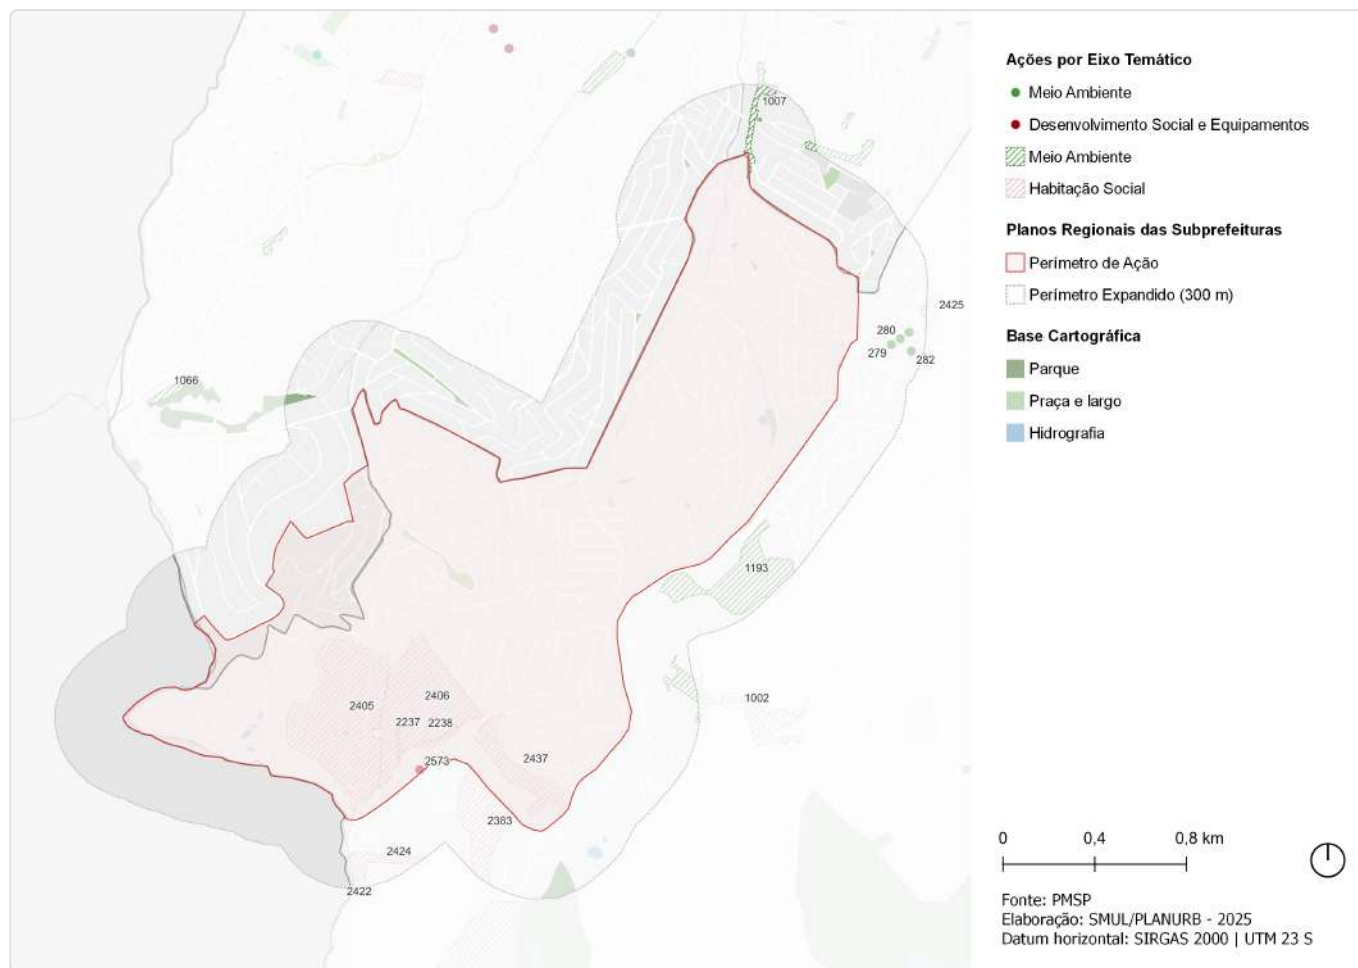 Ações por Eixo Temático
Meio Ambiente
Desenvolvimento Social e Equipamentos
Meio Ambiente
Habitação Social
Planos Regionais das Subprefeituras
Perímetro de Ação
Perímetro Expandido (300 m)
Base Cartográfica
Parque
Praça e largo
Hidrografia
1007
2425
280
279
282
1066
1193
1002
2405
2406
2237
2238
2573
2437
2383
2424
2422
0
0,4
0,8 km
Fonte: PMSP
Elaboração: SMUL/PLANURB - 2025
Datum horizontal: SIRGAS 2000 | UTM 23 S